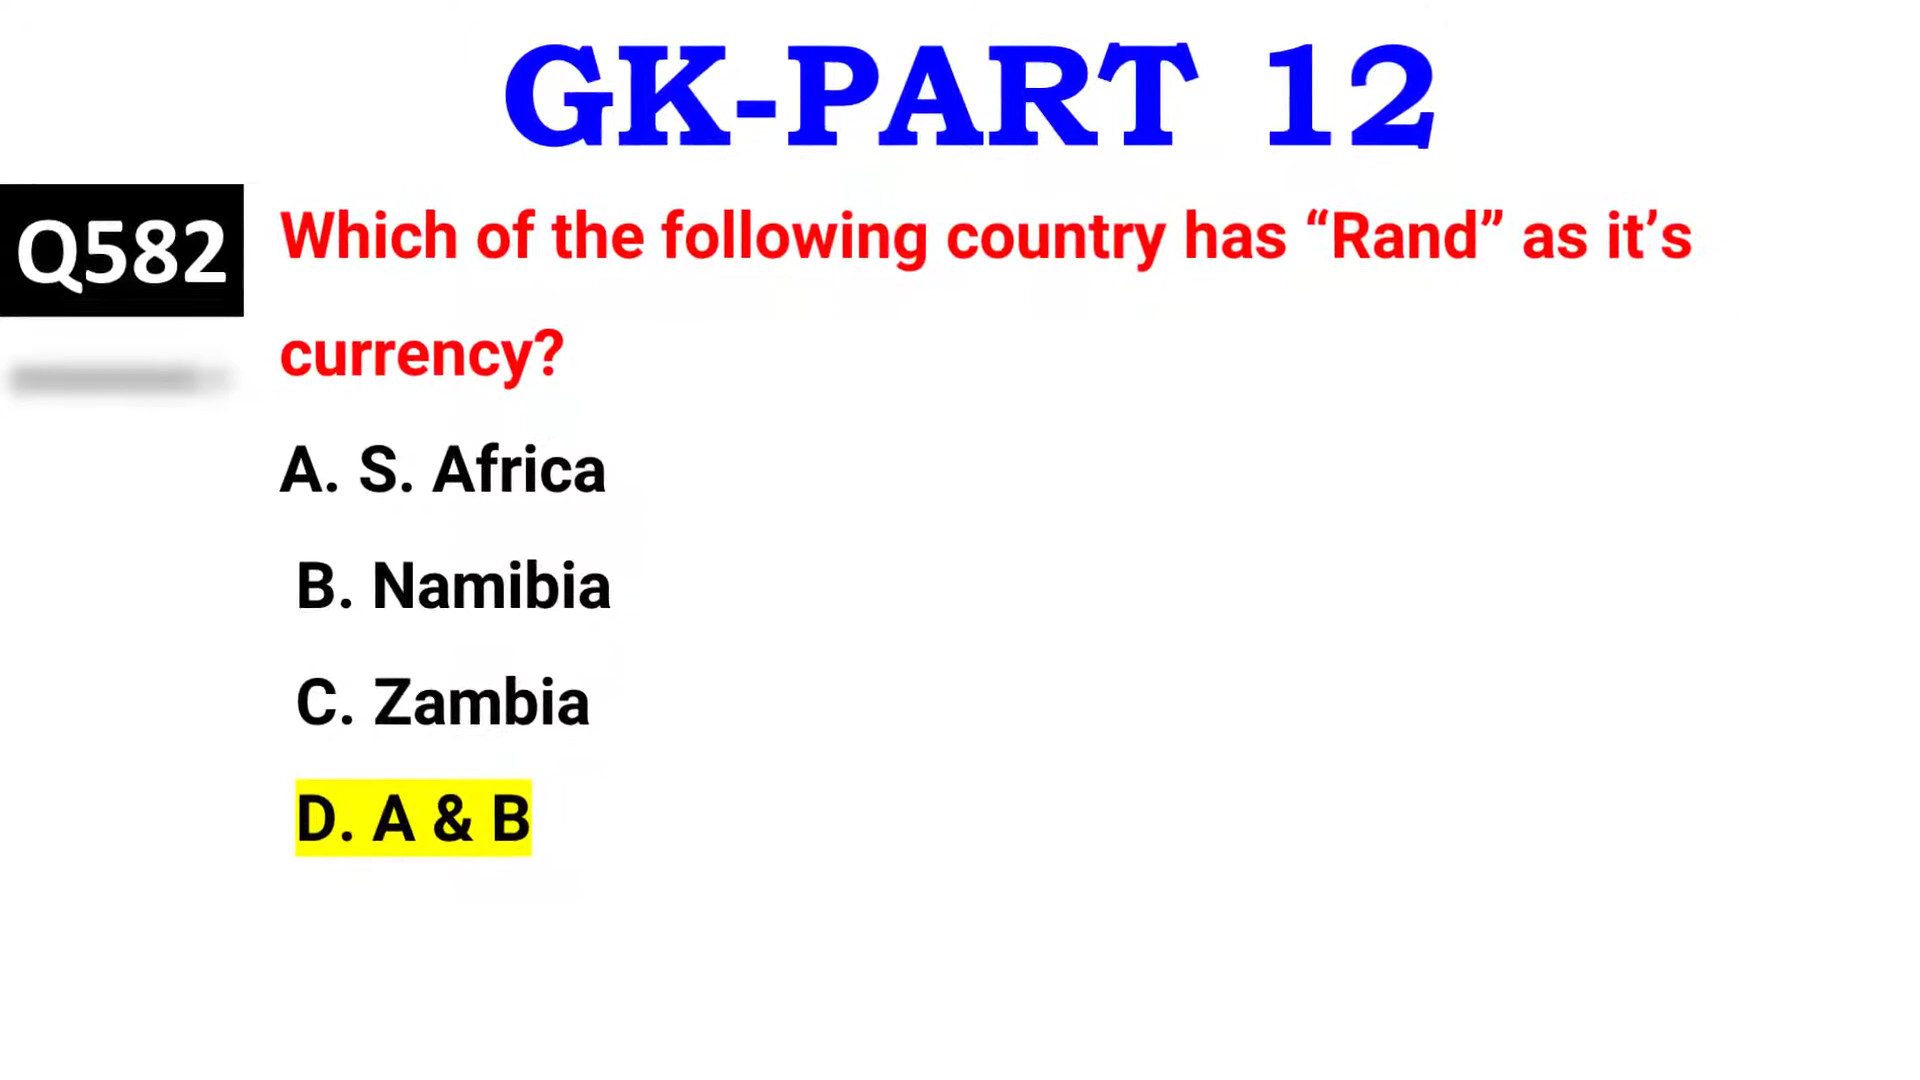 GK-PART 12
Q582
Which of the following country has “Rand” as it’s
currency?
A. S. Africa
B. Namibia
C. Zambia
D. A & B